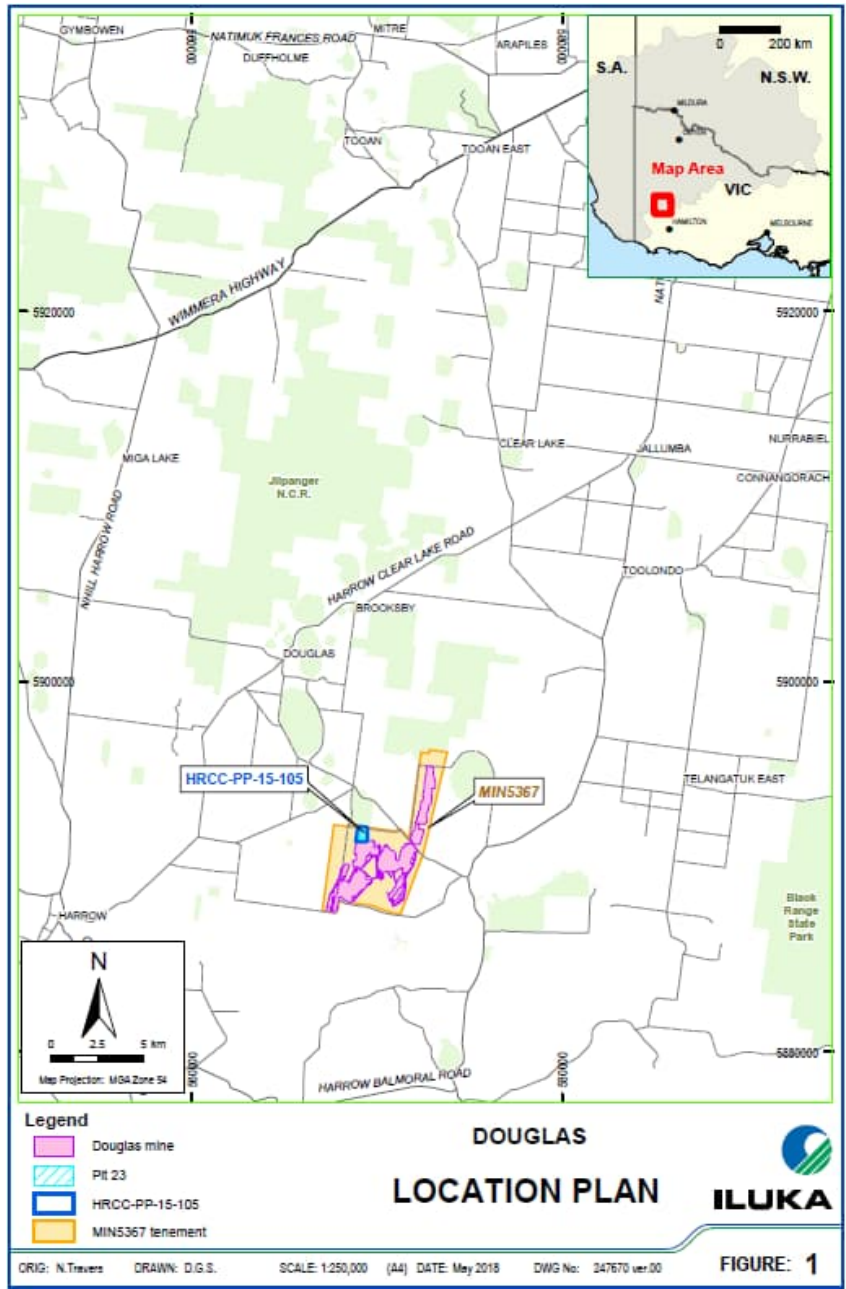 GYMBOWEN
560000
NATIMUK FRANCES ROAD
MITRE
DUFFHOLME
ARAPILES
580000
TOOAN
TOOAN EAST
0 200 km
S.A.
N.S.W.
MILDURA
Map Area
VIC
HAMILTON
MELBOURNE
WIMMERA HIGHWAY
5920000
5920000
CLEAR LAKE
JALLUMBA
NURRABIEL
MIGA LAKE
CONNANGORACH
Jilpanger
N.C.R.
NHILL HARROW ROAD
HARROW CLEAR LAKE ROAD
TOOLONDO
BROOKSBY
DOUGLAS
5900000
5900000
HRCC-PP-15-105
MIN5367
TELANGATUK EAST
HARROW
Black
Range
State
Park
N
0 2.5 5 km
Map Projection: MGA Zone 54
560000
580000
5880000
HARROW BALMORAL ROAD
Legend
Douglas mine
Pit 23
HRCC-PP-15-105
MIN5367 tenement
DOUGLAS
LOCATION PLAN
ILUKA
ORIG: N.Travers DRAWN: D.G.S. SCALE: 1:250,000 (A4) DATE: May 2018 DWG No: 247670 ver.00 FIGURE: 1